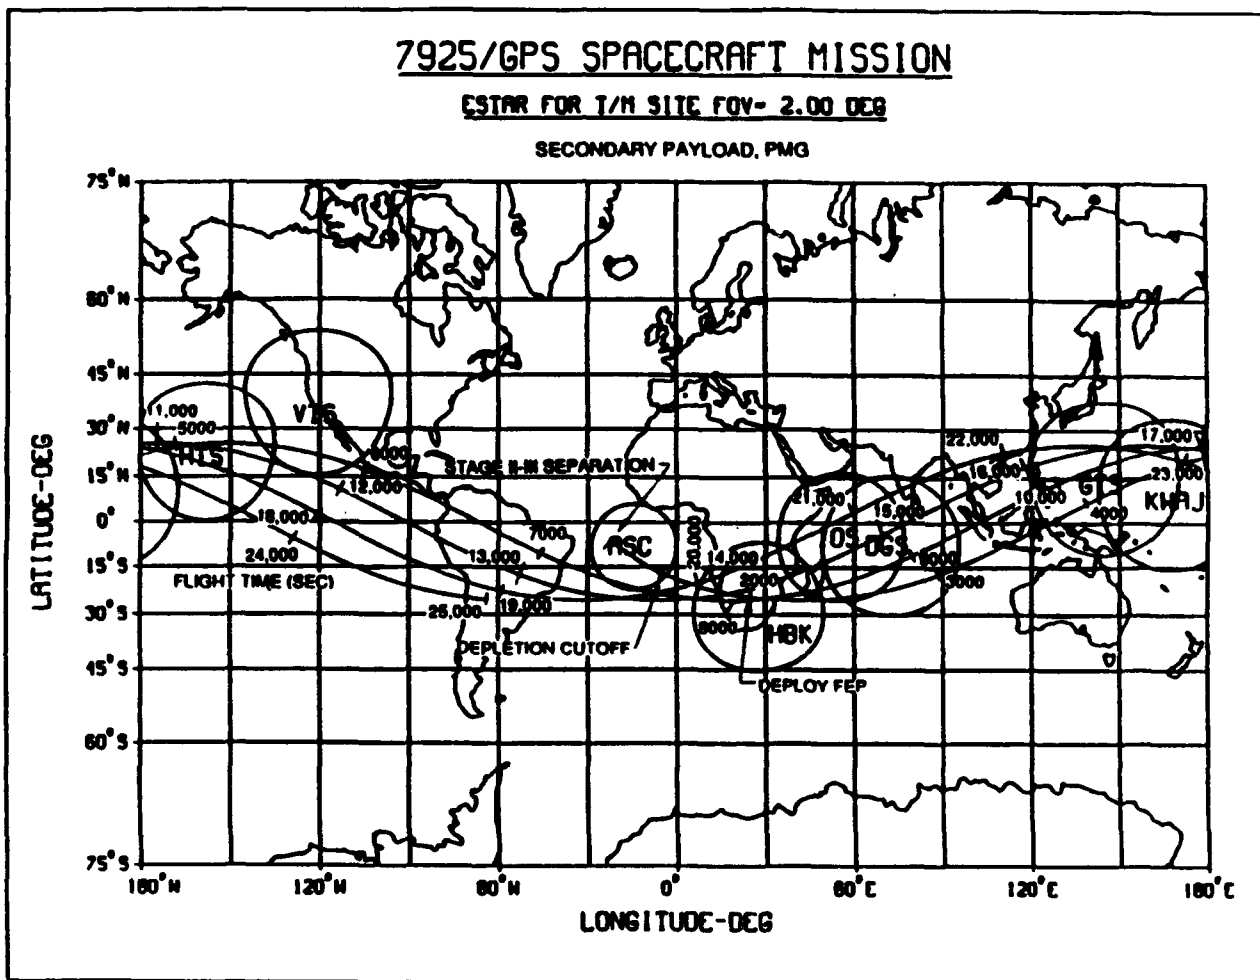 7925/GPS SPACECRAFT MISSION
ESTAR FOR T/M SITE FOV= 2.00 DEG
SECONDARY PAYLOAD, PMG
75°N
60°N
45°N
30°N
15°N
0°
15°S
30°S
45°S
60°S
75°S
LATITUDE-DEG
11,000
5000
HTS
VTS
6000
STAGE II-III SEPARATION
12,000
18,000
24,000
FLIGHT TIME (SEC)
7000
13,000
19,000
25,000
ASC
DEPLETION CUTOFF
20,000
14,000
2000
8000
HBK
DEPLOY FEP
21,000
15,000
DGS
3000
22,000
16,000
10,000
4000
17,000
23,000
KWAJ
180°W
120°W
60°W
0°
60°E
120°E
180°E
LONGITUDE-DEG